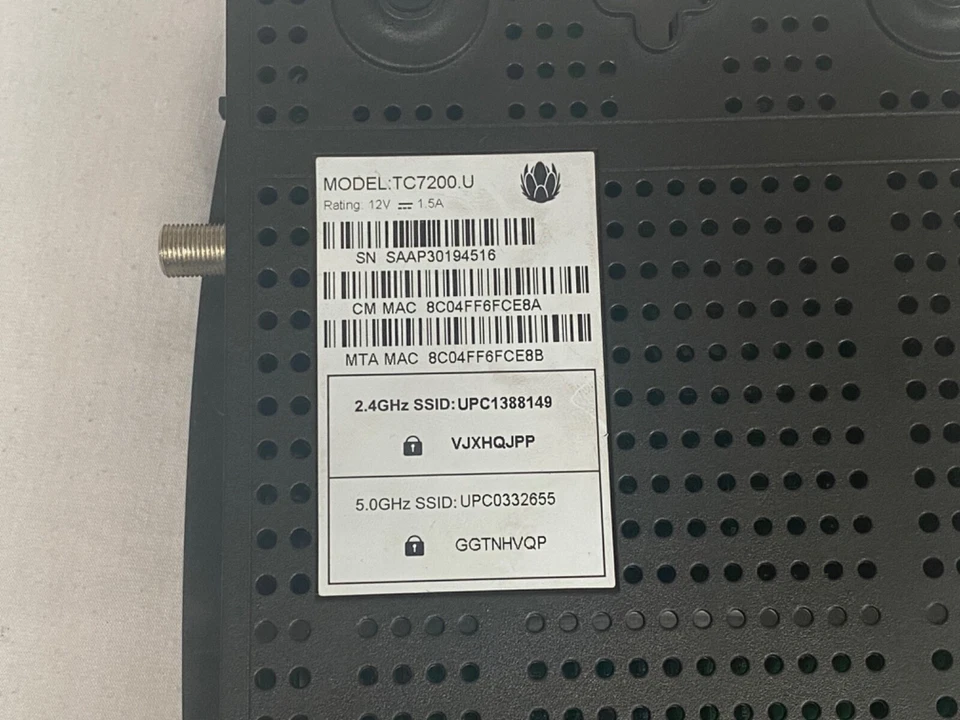 MODEL:TC7200.U
Rating: 12V ⎓ 1.5A
SN SAAP30194516
CM MAC 8C04FF6FCE8A
MTA MAC 8C04FF6FCE8B
2.4GHz SSID:UPC1388149
VJXHQJPP
5.0GHz SSID:UPC0332655
GGTNHVQP